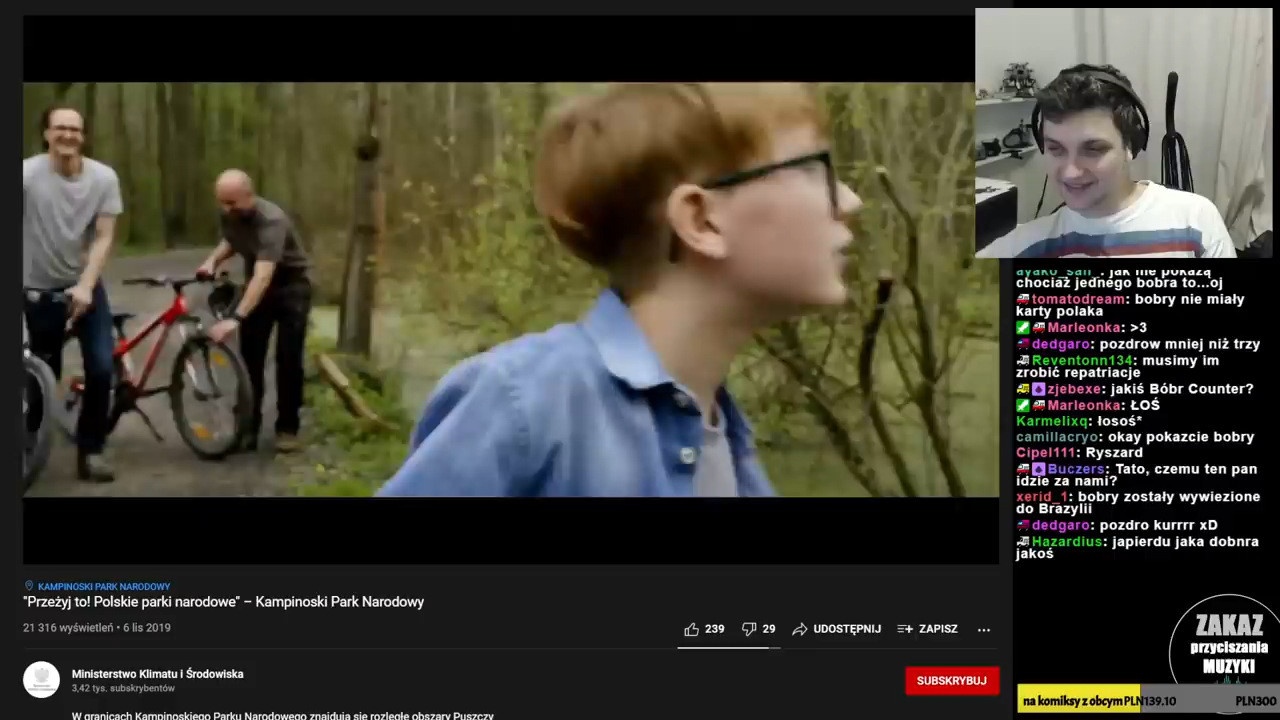 ayako_san_: jak nie pokażą
chociaż jednego bobra to...oj
tomatodream: bobry nie miały
karty polaka
Marleonka: >3
dedgaro: pozdrow mniej niż trzy
Reventonn134: musimy im
zrobić repatriacje
zjebexe: jakiś Bóbr Counter?
Marleonka: ŁOŚ
Karmelixq: łosoś*
camillacryo: okay pokazcie bobry
Cipel111: Ryszard
Buczers: Tato, czemu ten pan
idzie za nami?
xerid_1: bobry zostały wywiezione
do Brazylii
dedgaro: pozdro kurrrr xD
Hazardius: japierdu jaka dobnra
jakoś
KAMPINOSKI PARK NARODOWY
"Przeżyj to! Polskie parki narodowe" – Kampinoski Park Narodowy
21 316 wyświetleń • 6 lis 2019
239
29
UDOSTĘPNIJ
ZAPISZ
Ministerstwo Klimatu i Środowiska
3,42 tys. subskrybentów
SUBSKRYBUJ
W granicach Kampinoskiego Parku Narodowego znajdują się rozległe obszary Puszczy
ZAKAZ
przyciszania
MUZYKI
na komiksy z obcym PLN139.10
PLN300